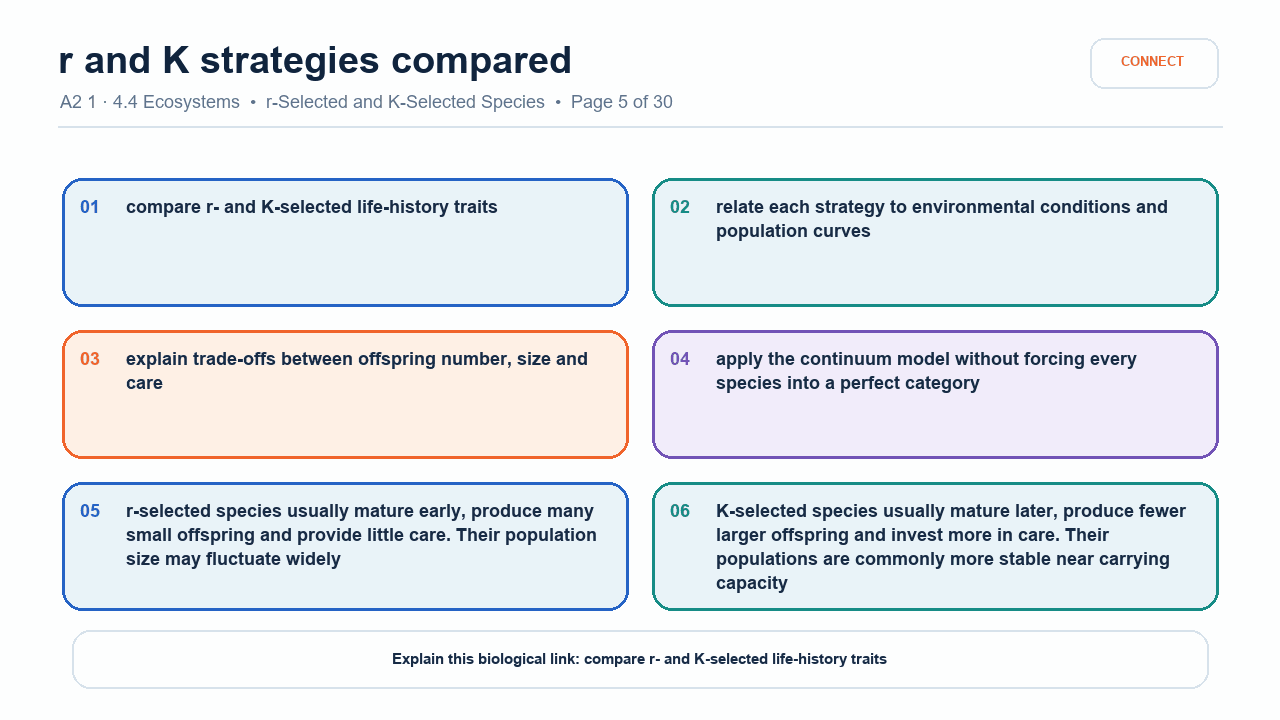 r and K strategies compared
CONNECT
A2 1 · 4.4 Ecosystems • r-Selected and K-Selected Species • Page 5 of 30
01 compare r- and K-selected life-history traits
02 relate each strategy to environmental conditions and
population curves
03 explain trade-offs between offspring number, size and
care
04 apply the continuum model without forcing every
species into a perfect category
05 r-selected species usually mature early, produce many
small offspring and provide little care. Their population
size may fluctuate widely
06 K-selected species usually mature later, produce fewer
larger offspring and invest more in care. Their
populations are commonly more stable near carrying
capacity
Explain this biological link: compare r- and K-selected life-history traits